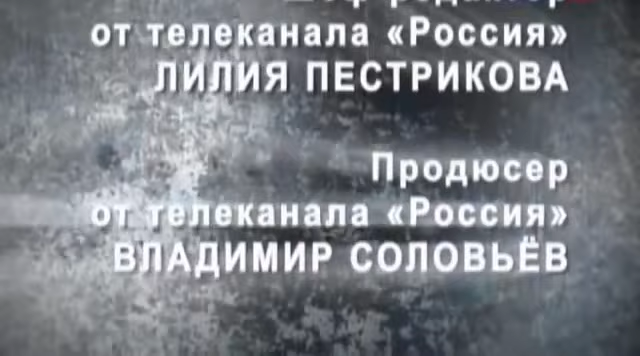 от телеканала «Россия»
ЛИЛИЯ ПЕСТРИКОВА
Продюсер
от телеканала «Россия»
ВЛАДИМИР СОЛОВЬЁВ